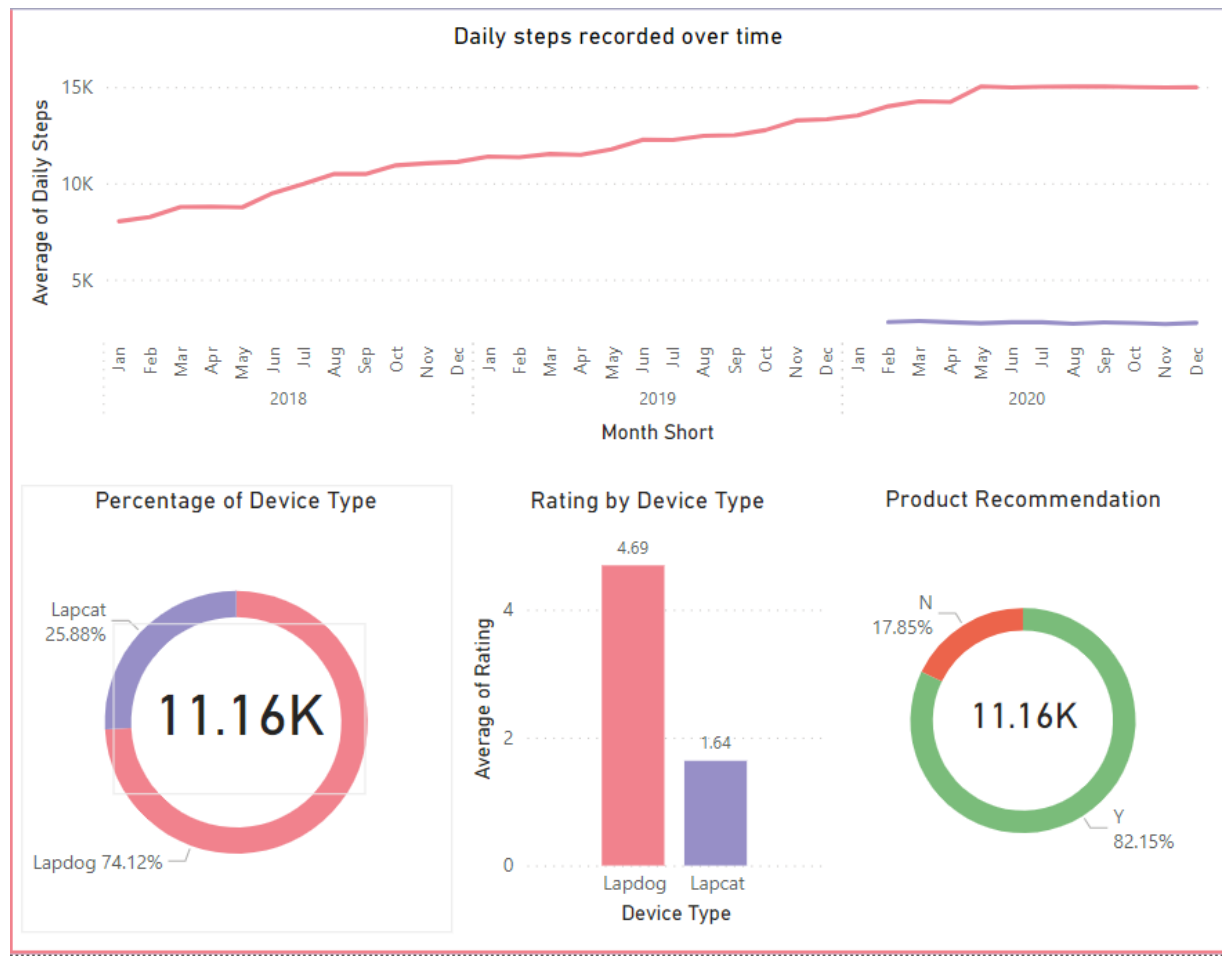 Daily steps recorded over time
15K
10K
5K
Average of Daily Steps
Jan Feb Mar Apr May Jun Jul Aug Sep Oct Nov Dec Jan Feb Mar Apr May Jun Jul Aug Sep Oct Nov Dec Jan Feb Mar Apr May Jun Jul Aug Sep Oct Nov Dec
2018 2019 2020
Month Short
Percentage of Device Type
Lapcat
25.88%
11.16K
Lapdog 74.12%
Rating by Device Type
4.69
4
Average of Rating
2
1.64
0
Lapdog Lapcat
Device Type
Product Recommendation
N
17.85%
11.16K
Y
82.15%